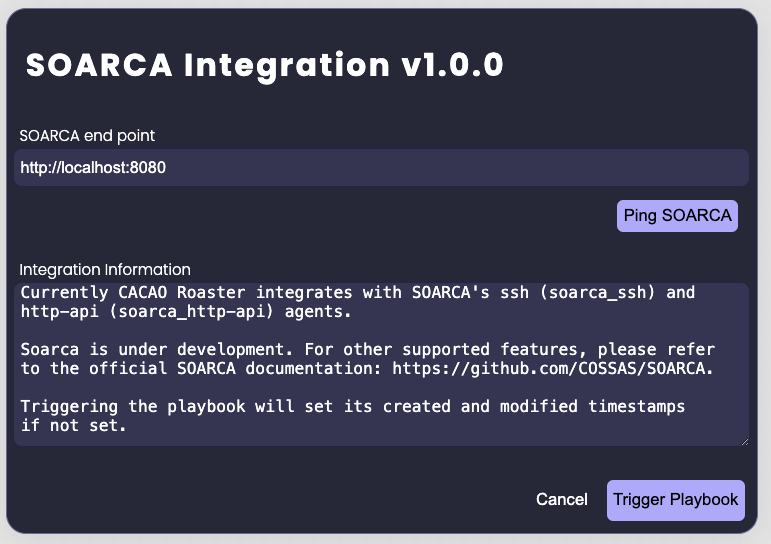 SOARCA Integration v1.0.0
SOARCA end point
http://localhost:8080
Ping SOARCA
Integration Information
Currently CACAO Roaster integrates with SOARCA's ssh (soarca_ssh) and
http-api (soarca_http-api) agents.
Soarca is under development. For other supported features, please refer
to the official SOARCA documentation: https://github.com/COSSAS/SOARCA.
Triggering the playbook will set its created and modified timestamps
if not set.
Cancel
Trigger Playbook